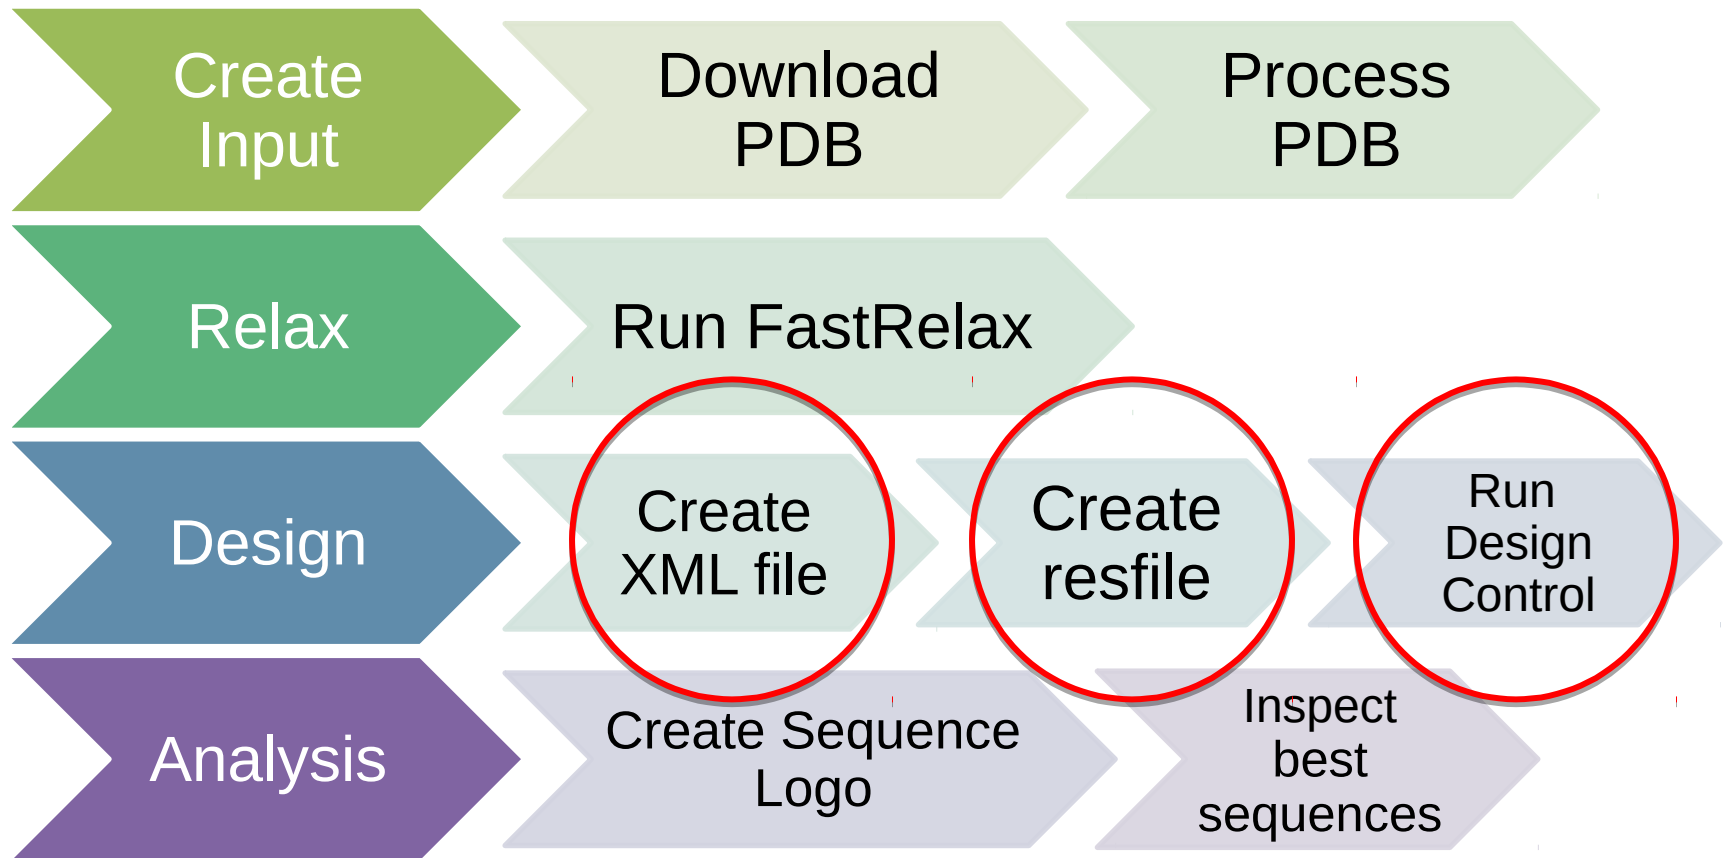 Create
Input
Download
PDB
Process
PDB
Relax
Run FastRelax
Design
Create
XML file
Create
resfile
Run
Design
Control
Analysis
Create Sequence
Logo
Inspect
best
sequences